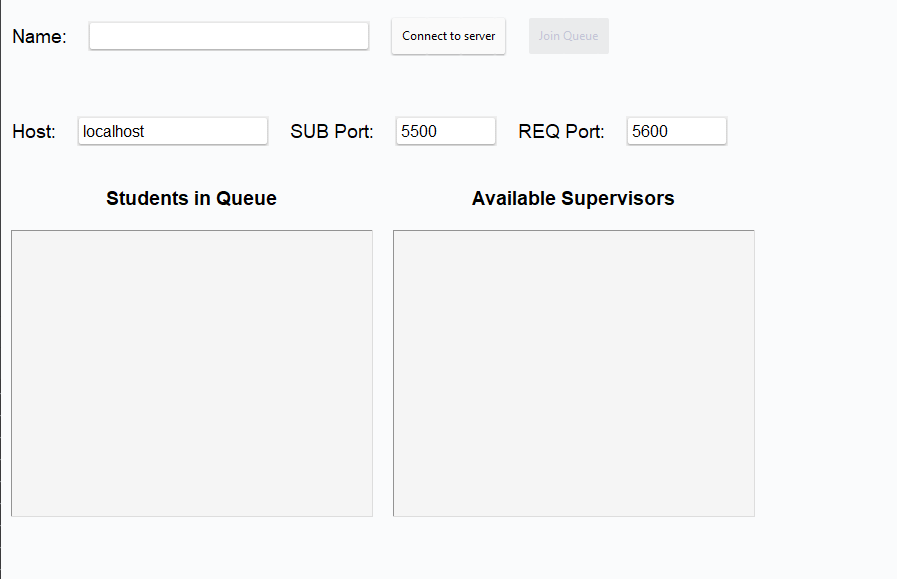 Name: Connect to server Join Queue
Host: localhost SUB Port: 5500 REQ Port: 5600
Students in Queue Available Supervisors